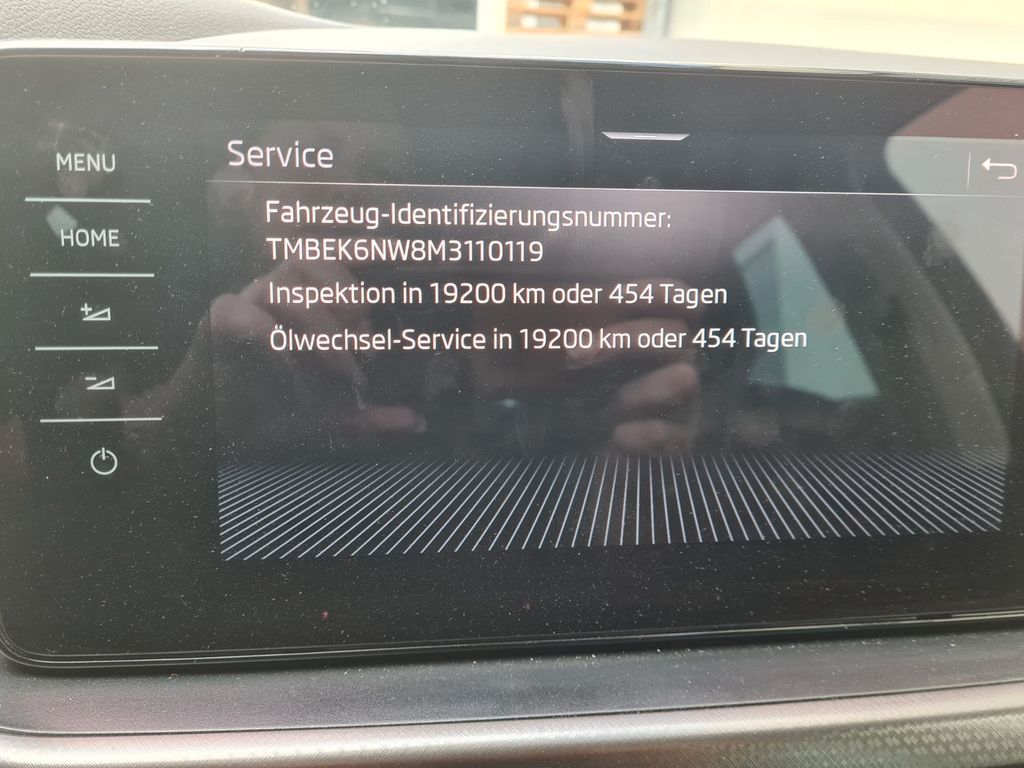 MENU
HOME
Service
Fahrzeug-Identifizierungsnummer:
TMBEK6NW8M3110119
Inspektion in 19200 km oder 454 Tagen
Ölwechsel-Service in 19200 km oder 454 Tagen